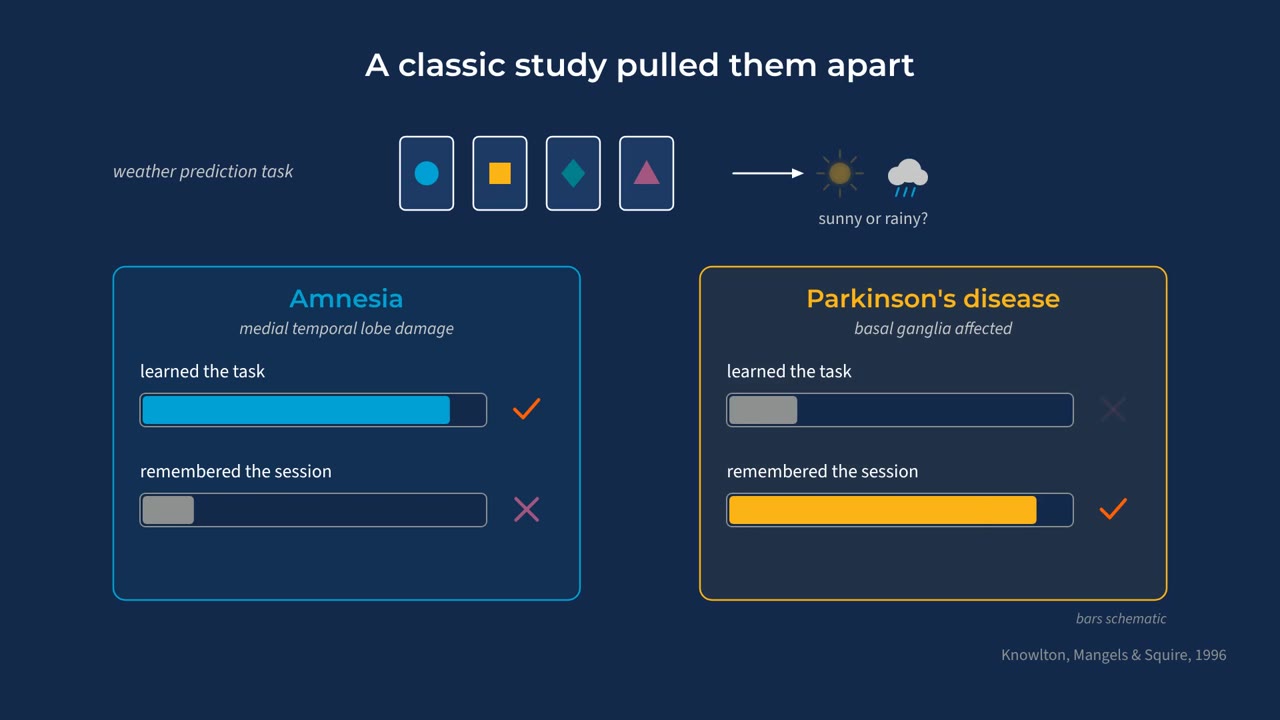 A classic study pulled them apart
weather prediction task
sunny or rainy?
Amnesia
medial temporal lobe damage
learned the task
remembered the session
Parkinson's disease
basal ganglia affected
learned the task
remembered the session
bars schematic
Knowlton, Mangels & Squire, 1996